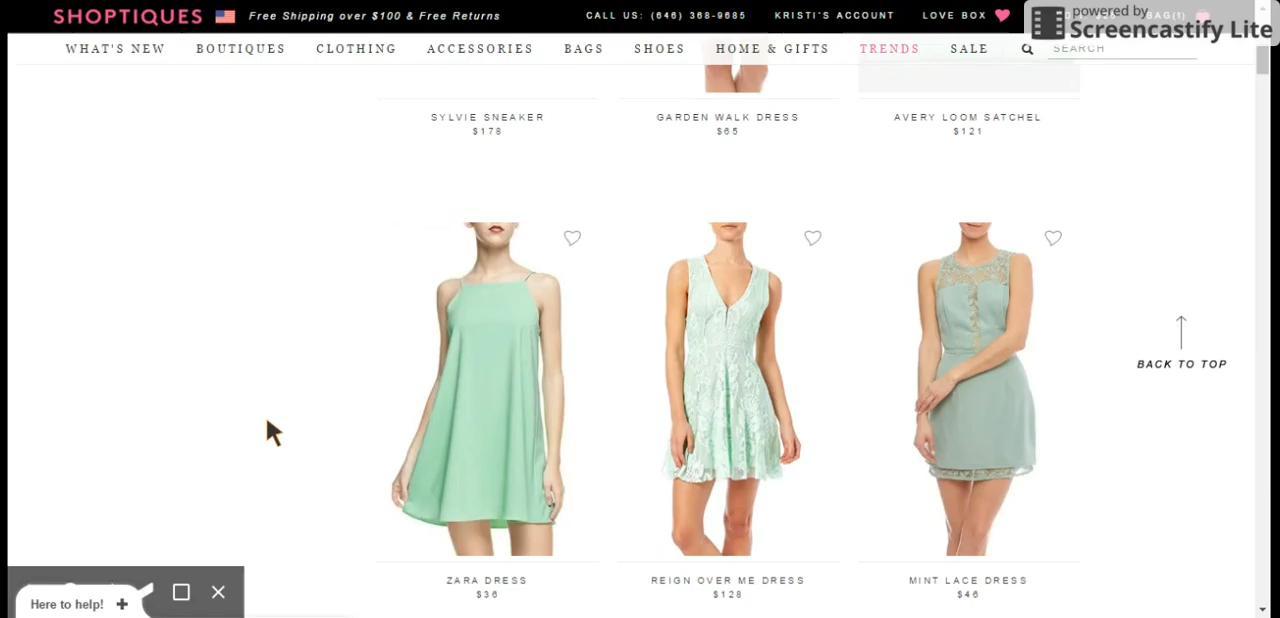 SHOPTIQUES Free Shipping over $100 & Free Returns CALL US: (646) 368-9685 KRISTI'S ACCOUNT LOVE BOX BAG(1)
powered by
Screencastify Lite
WHAT'S NEW BOUTIQUES CLOTHING ACCESSORIES BAGS SHOES HOME & GIFTS TRENDS SALE SEARCH
SYLVIE SNEAKER GARDEN WALK DRESS AVERY LOOM SATCHEL
$178 $65 $121
BACK TO TOP
ZARA DRESS REIGN OVER ME DRESS MINT LACE DRESS
$36 $128 $46
Here to help! +